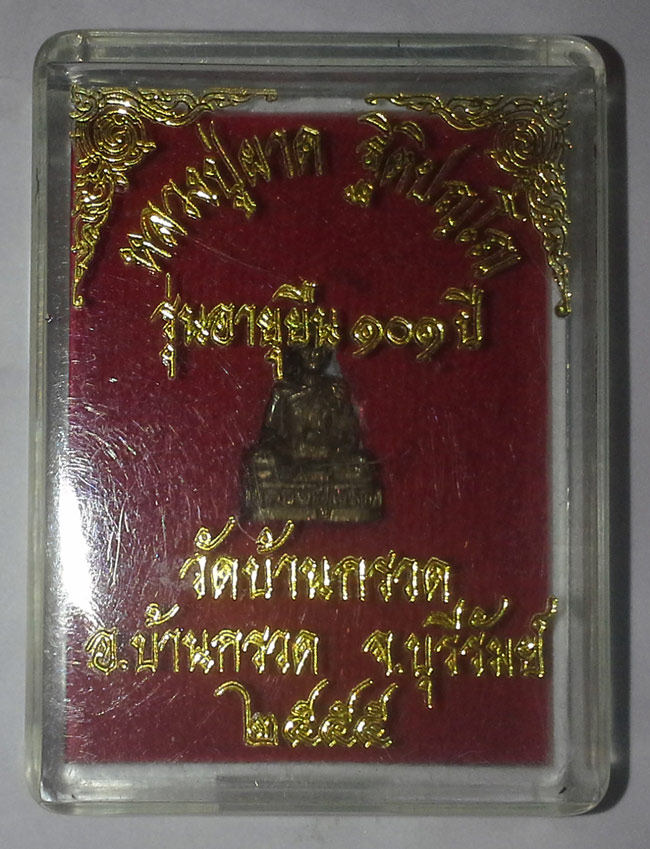 หลวงปู่ผาด ฐิติปญฺโญ
รุ่นอายุยืน ๑๐๑ ปี
วัดบ้านกรวด
อ.บ้านกรวด จ.บุรีรัมย์
๒๕๕๕